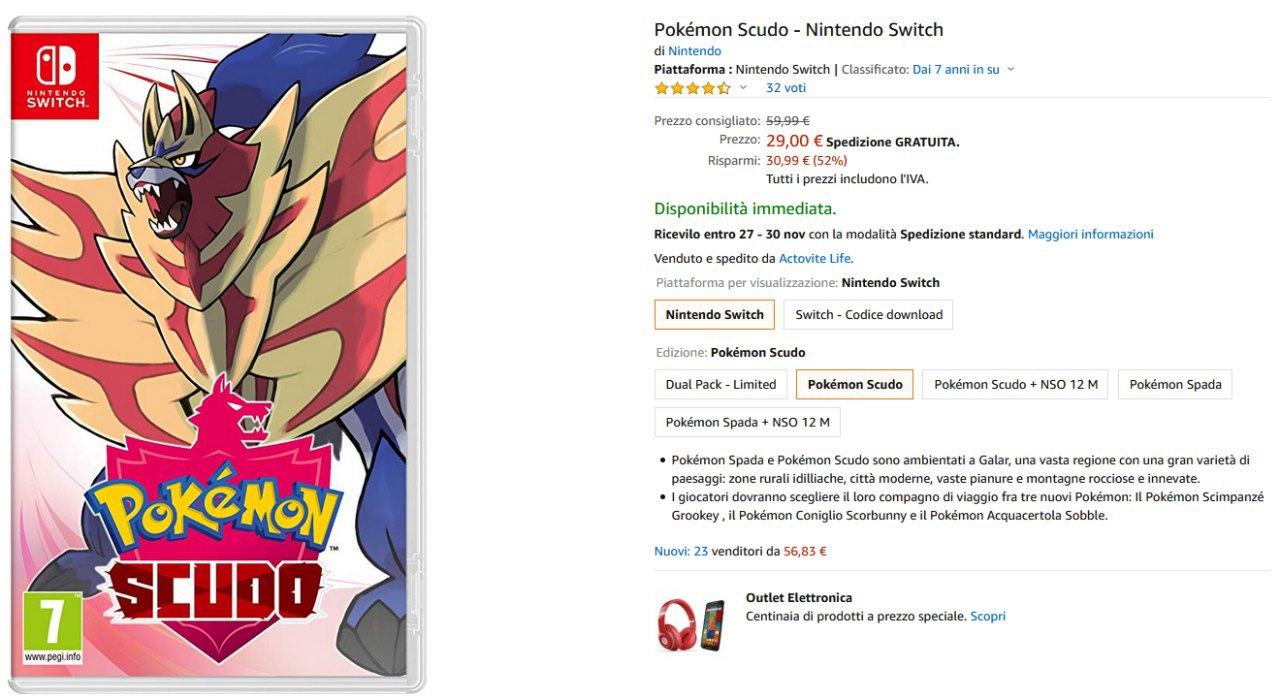 NINTENDO
SWITCH™
POKÉMON™
SCUDO
7
www.pegi.info
Pokémon Scudo - Nintendo Switch
di Nintendo
Piattaforma : Nintendo Switch | Classificato: Dai 7 anni in su
32 voti
Prezzo consigliato: 59,99 €
Prezzo: 29,00 € Spedizione GRATUITA.
Risparmi: 30,99 € (52%)
Tutti i prezzi includono l'IVA.
Disponibilità immediata.
Ricevilo entro 27 - 30 nov con la modalità Spedizione standard. Maggiori informazioni
Venduto e spedito da Actovite Life.
Piattaforma per visualizzazione: Nintendo Switch
Nintendo Switch Switch - Codice download
Edizione: Pokémon Scudo
Dual Pack - Limited Pokémon Scudo Pokémon Scudo + NSO 12 M Pokémon Spada
Pokémon Spada + NSO 12 M
• Pokémon Spada e Pokémon Scudo sono ambientati a Galar, una vasta regione con una gran varietà di
paesaggi: zone rurali idilliache, città moderne, vaste pianure e montagne rocciose e innevate.
• I giocatori dovranno scegliere il loro compagno di viaggio fra tre nuovi Pokémon: Il Pokémon Scimpanzé
Grookey , il Pokémon Coniglio Scorbunny e il Pokémon Acquacertola Sobble.
Nuovi: 23 venditori da 56,83 €
Outlet Elettronica
Centinaia di prodotti a prezzo speciale. Scopri